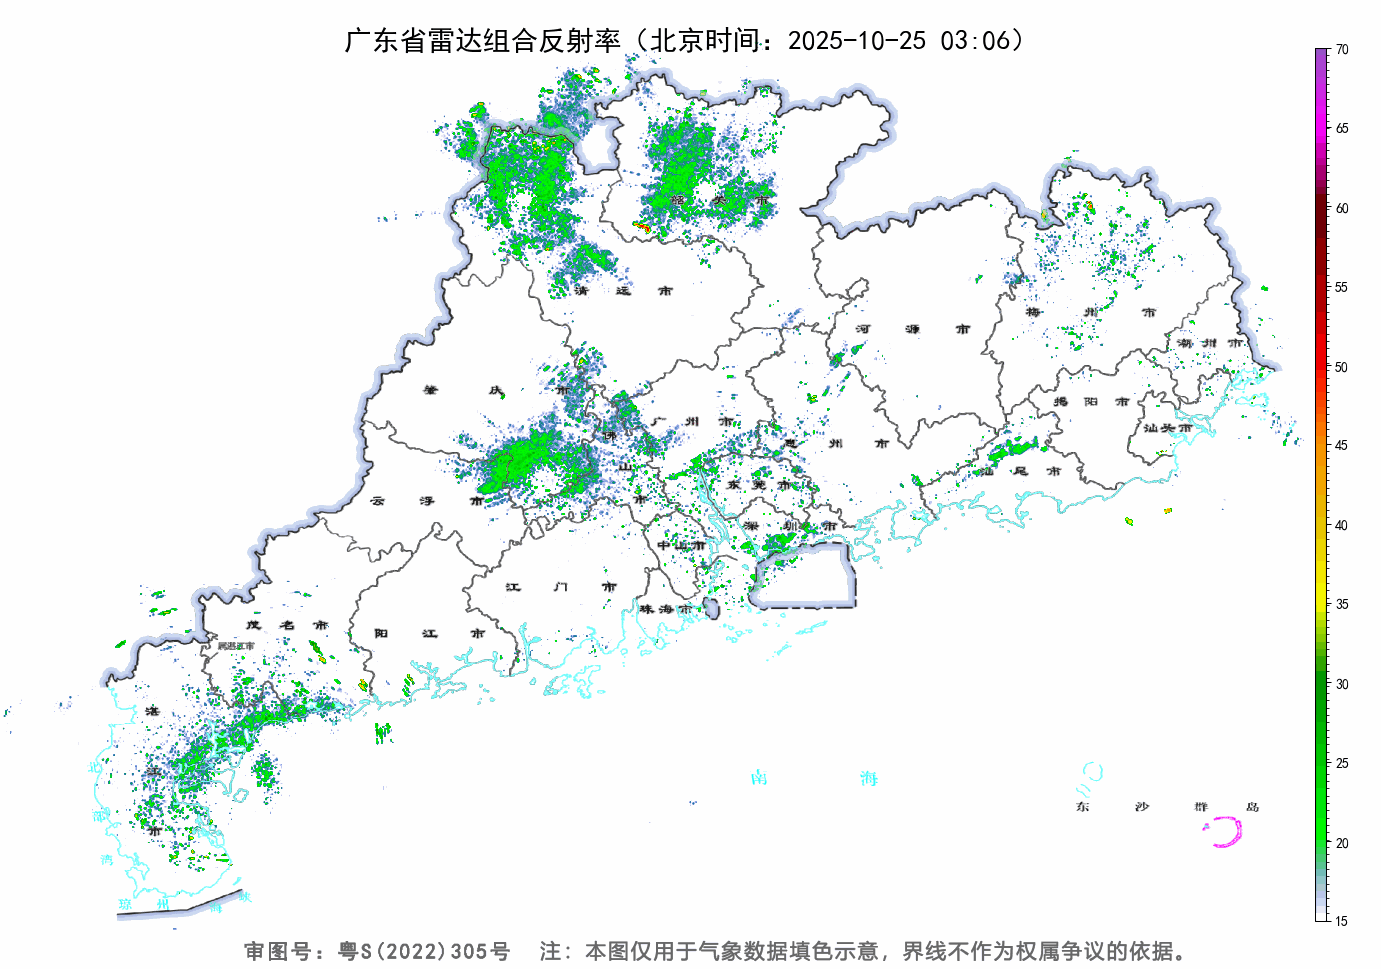 广东省雷达组合反射率（北京时间：2025-10-25 03:06）
70
65
60
55
50
45
40
35
30
25
20
15
韶 关 市
清 远 市
梅 州 市
河 源 市
潮 州 市
肇 庆 市
揭 阳 市
广 州 市
汕头市
佛 山 市
惠 州 市
汕 尾 市
东 莞 市
云 浮 市
深 圳 市
中山市
江 门 市
珠海市
茂 名 市
阳 江 市
属湛江市
湛 江 市
北 部 湾
南 海
东 沙 群 岛
琼 州 海 峡
审图号：粤S(2022)305号 注：本图仅用于气象数据填色示意，界线不作为权属争议的依据。